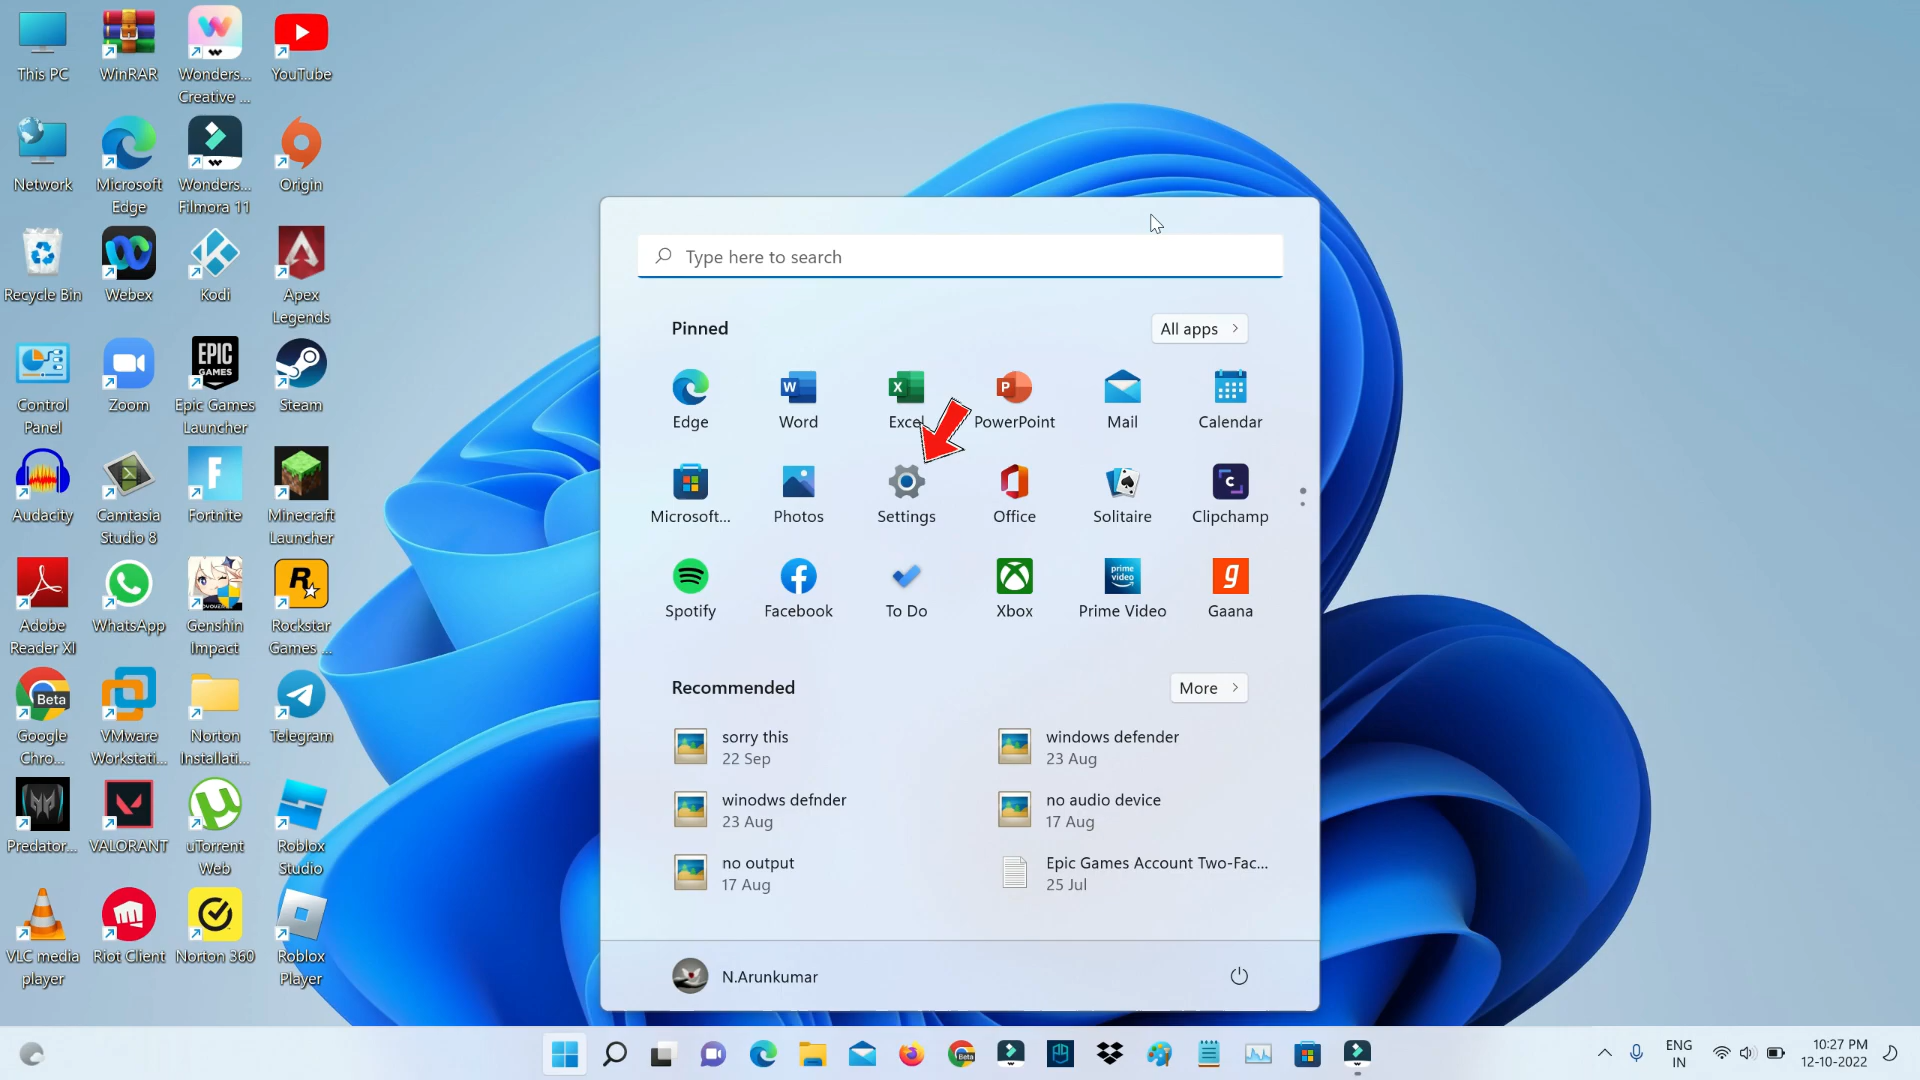 This PC
WinRAR
Wonders...
Creative ...
YouTube
Network
Microsoft
Edge
Wonders...
Filmora 11
Origin
Recycle Bin
Webex
Kodi
Apex
Legends
Control
Panel
Zoom
EPIC
GAMES
Epic Games
Launcher
Steam
Audacity
Camtasia
Studio 8
Fortnite
Minecraft
Launcher
Adobe
Reader XI
WhatsApp
Genshin
Impact
Rockstar
Games ...
Beta
Google
Chro...
VMware
Workstati...
Norton
Installati...
Telegram
Predator...
VALORANT
uTorrent
Web
Roblox
Studio
VLC media
player
Riot Client
Norton 360
Roblox
Player
Type here to search
Pinned
All apps
Edge
Word
Excel
PowerPoint
Mail
Calendar
Microsoft...
Photos
Settings
Office
Solitaire
Clipchamp
prime
video
Spotify
Facebook
To Do
Xbox
Prime Video
Gaana
Recommended
More
sorry this
22 Sep
windows defender
23 Aug
winodws defnder
23 Aug
no audio device
17 Aug
no output
17 Aug
Epic Games Account Two-Fac...
25 Jul
N.Arunkumar
Beta
ENG
IN
10:27 PM
12-10-2022